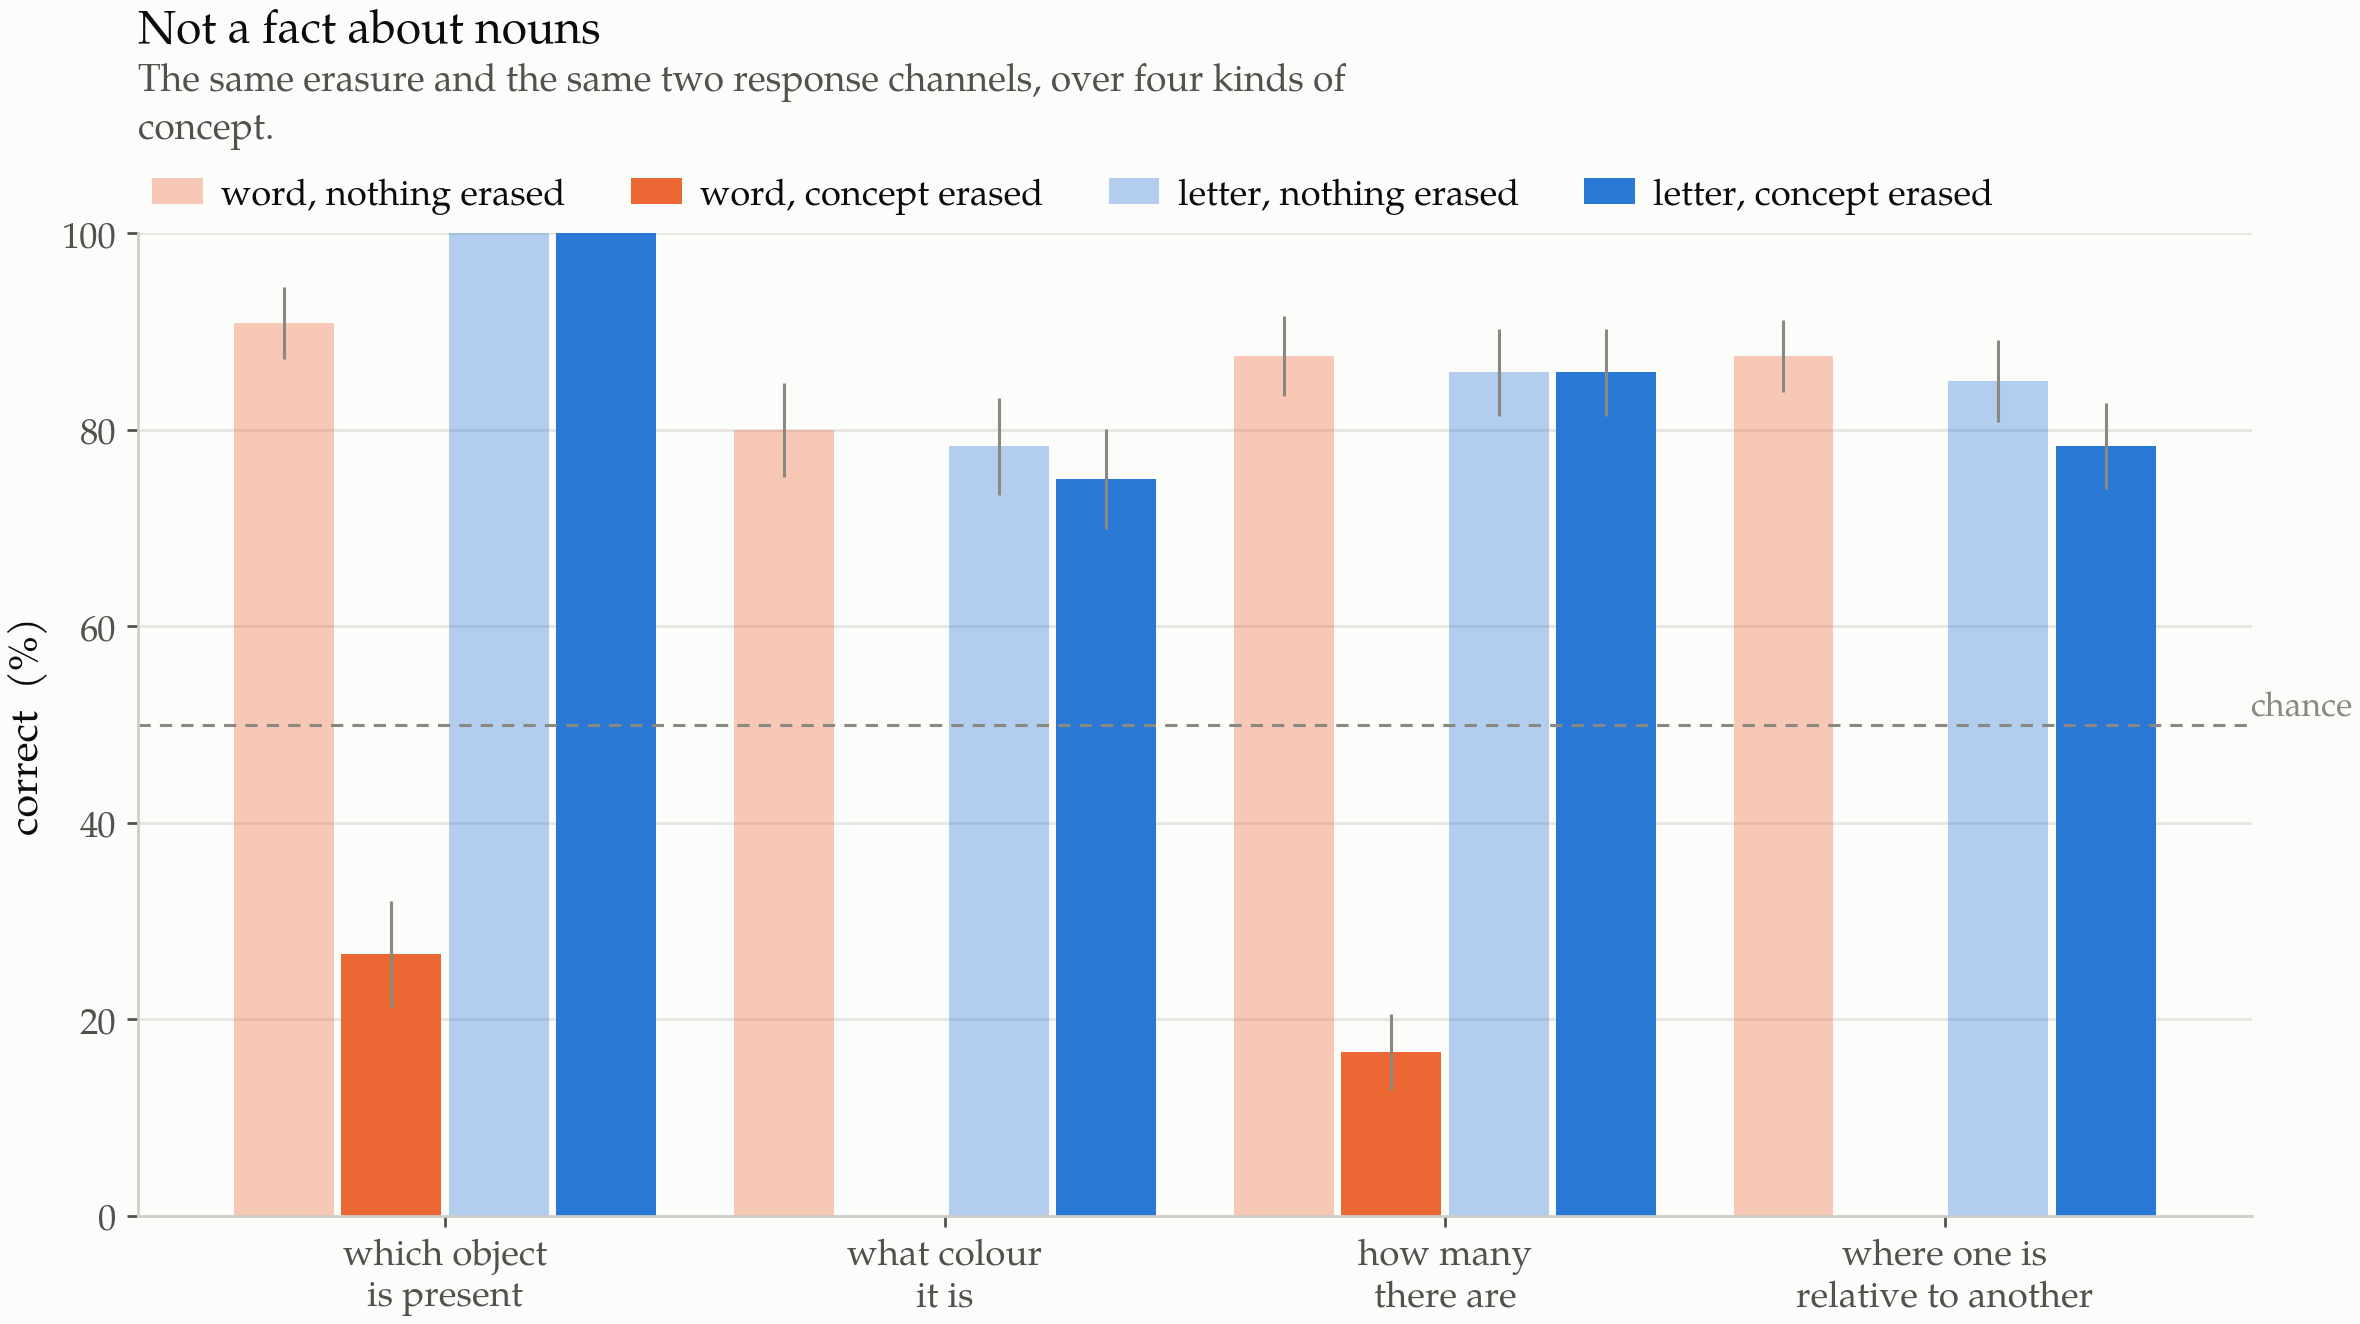 Not a fact about nouns
The same erasure and the same two response channels, over four kinds of
concept.
word, nothing erased
word, concept erased
letter, nothing erased
letter, concept erased
100
80
60
40
20
0
correct (%)
chance
which object
is present
what colour
it is
how many
there are
where one is
relative to another